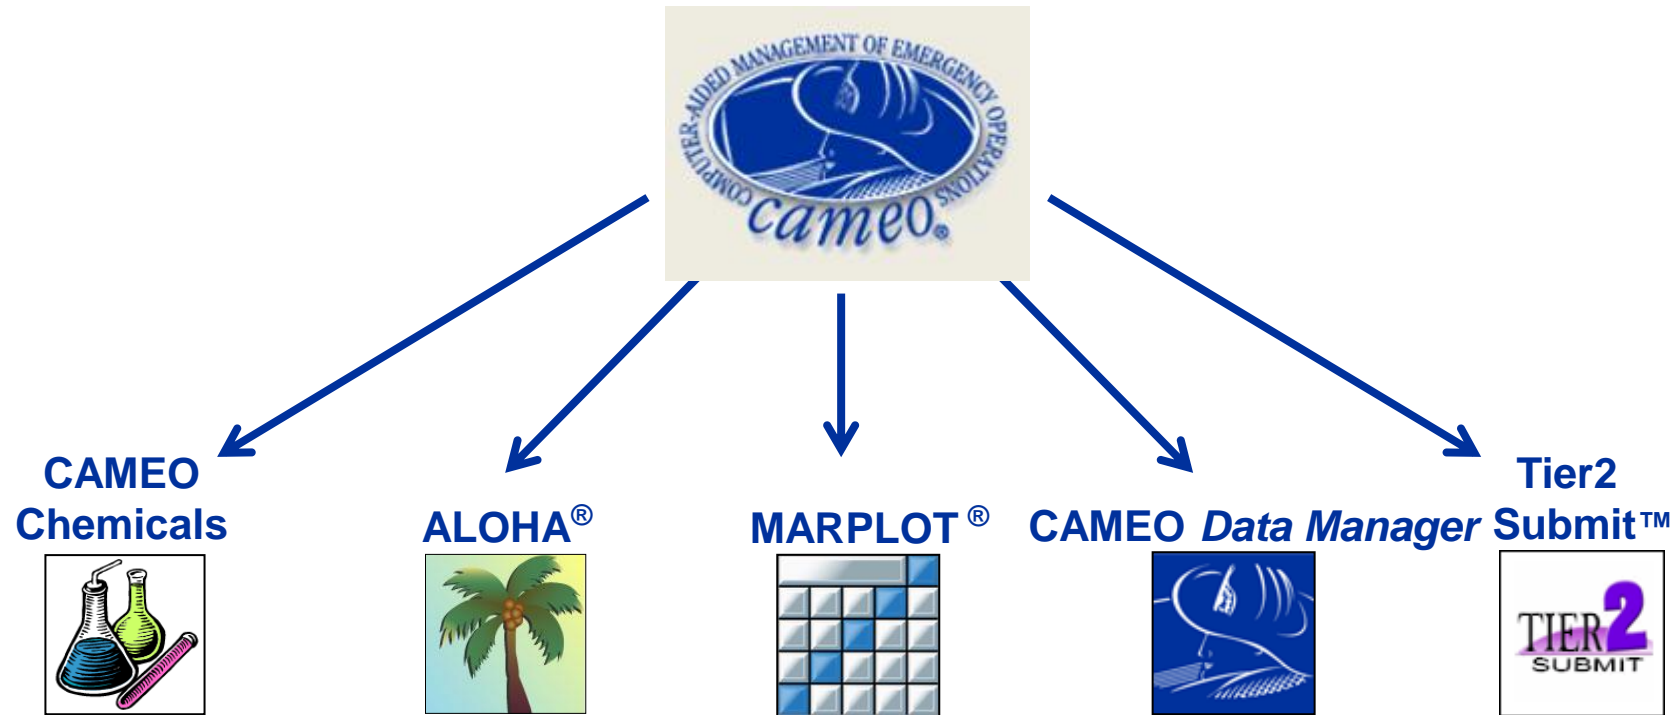 COMPUTER-AIDED MANAGEMENT OF EMERGENCY OPERATIONS
cameo®
CAMEO
Chemicals
ALOHA®
MARPLOT ®
CAMEO Data Manager
Tier2
Submit™
TIER2
SUBMIT